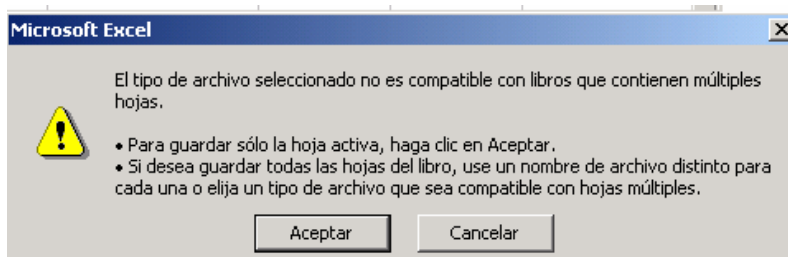 Microsoft Excel
El tipo de archivo seleccionado no es compatible con libros que contienen múltiples
hojas.
• Para guardar sólo la hoja activa, haga clic en Aceptar.
• Si desea guardar todas las hojas del libro, use un nombre de archivo distinto para
cada una o elija un tipo de archivo que sea compatible con hojas múltiples.
Aceptar
Cancelar